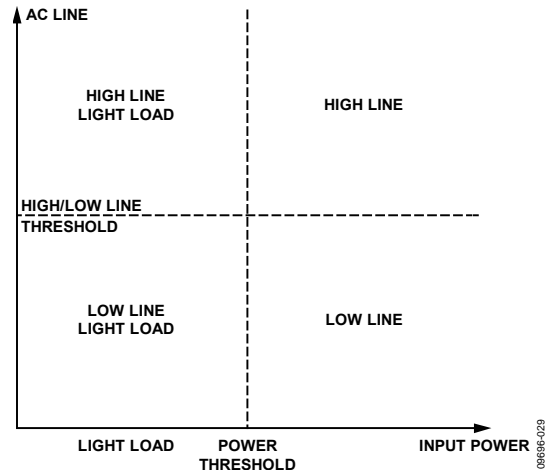 AC LINE
HIGH LINE
LIGHT LOAD
HIGH LINE
HIGH/LOW LINE
THRESHOLD
LOW LINE
LIGHT LOAD
LOW LINE
LIGHT LOAD
POWER
THRESHOLD
INPUT POWER
09696-029